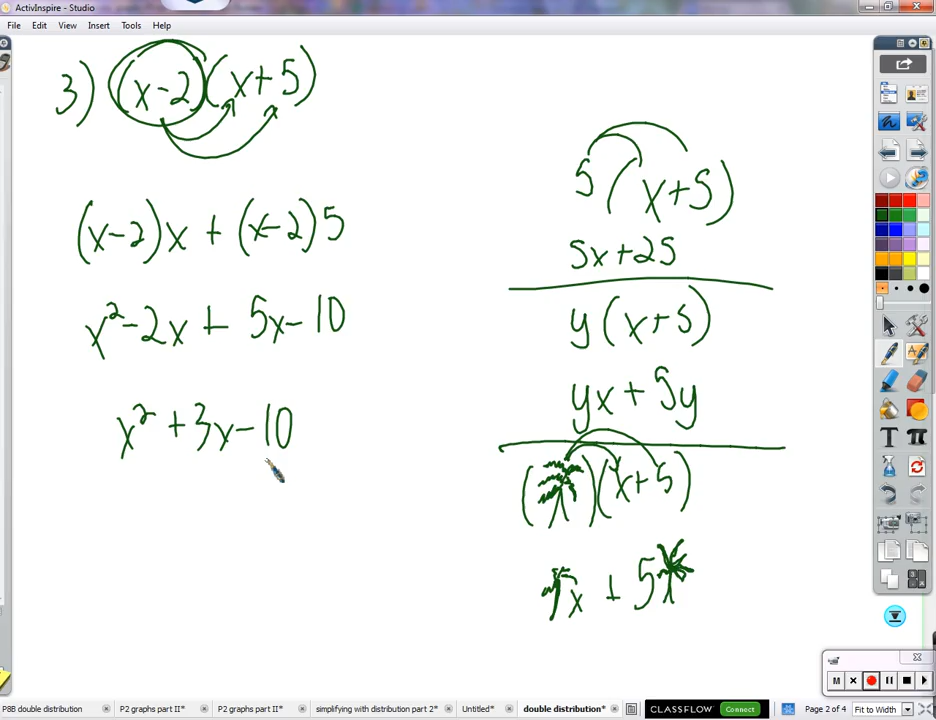 ActivInspire - Studio
File Edit View Insert Tools Help
3) (x-2)(x+5)
(x-2)x + (x-2)5
x²-2x + 5x-10
x²+3x-10
5(x+5)
5x+25
y(x+5)
yx + 5y
( )(x+5)
x + 5
T π
M
P8B double distribution P2 graphs part II* P2 graphs part II* simplifying with distribution part 2* Untitled* double distribution* CLASSFLOW Connect Page 2 of 4 Fit to Width